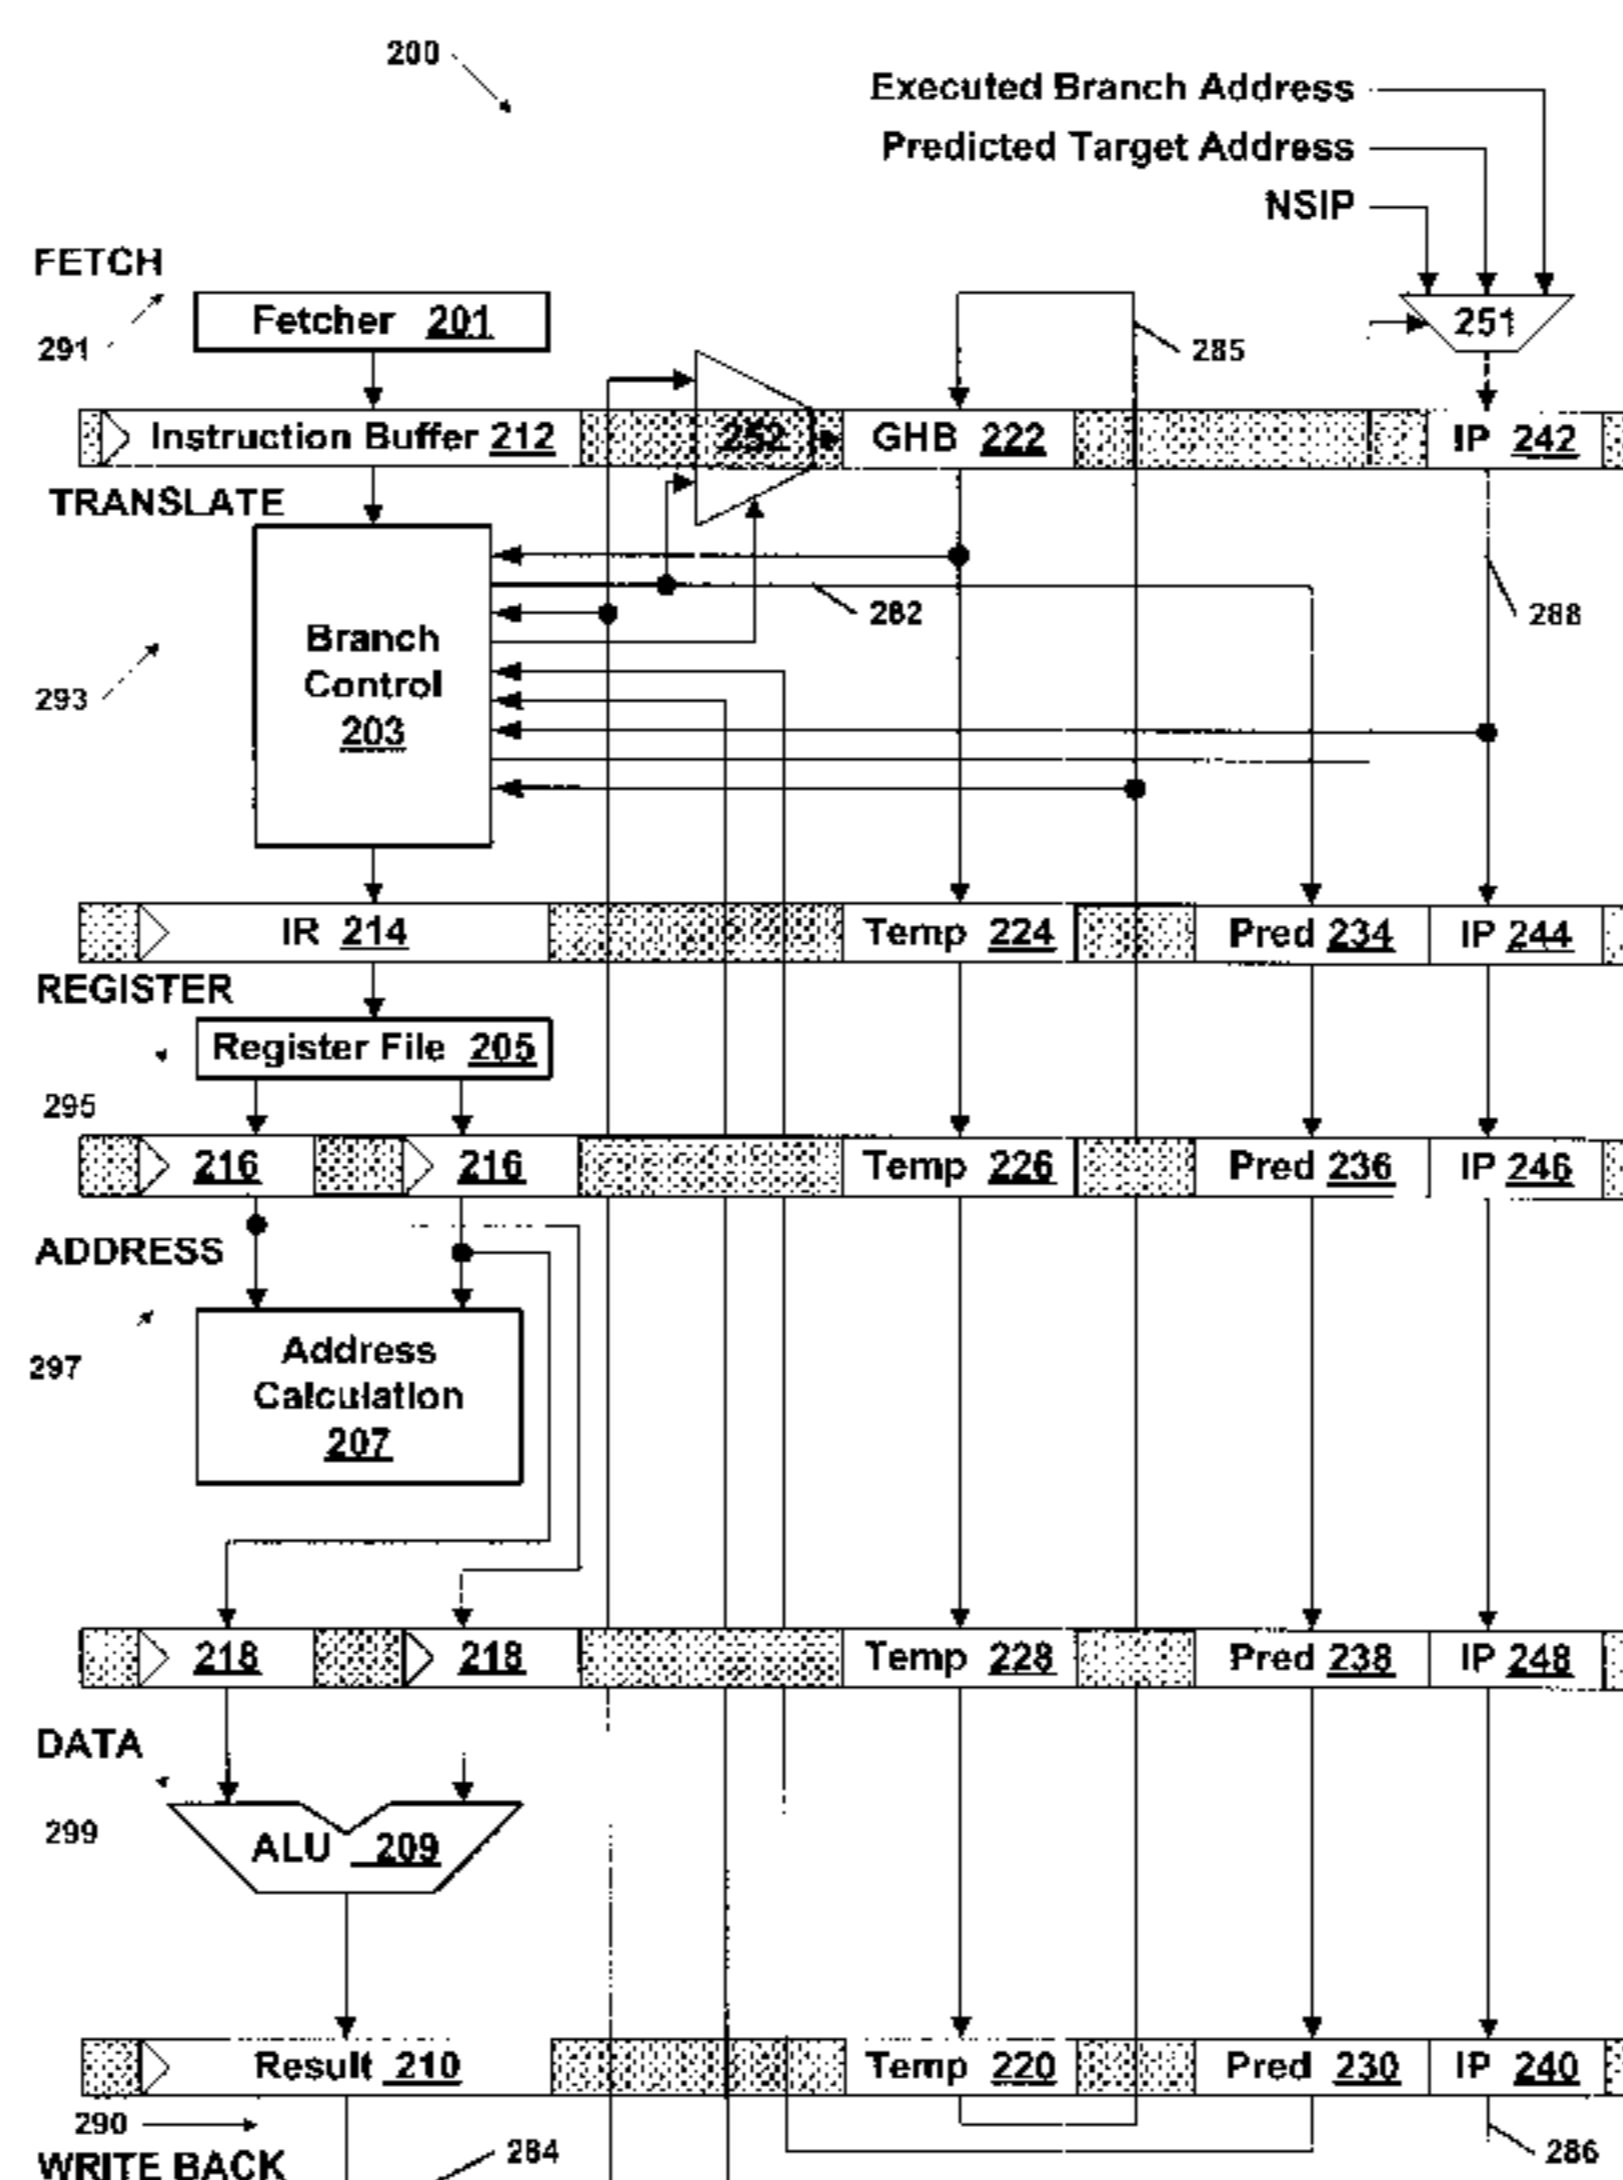 200
Executed Branch Address
Predicted Target Address
NSIP
FETCH
291
Fetcher 201
251
285
Instruction Buffer 212
252
GHB 222
IP 242
TRANSLATE
282
288
Branch
Control
203
293
IR 214
Temp 224
Pred 234
IP 244
REGISTER
Register File 205
295
216
216
Temp 226
Pred 236
IP 246
ADDRESS
297
Address
Calculation
207
218
218
Temp 228
Pred 238
IP 248
DATA
299
ALU 209
Result 210
Temp 220
Pred 230
IP 240
290
284
286
WRITE BACK